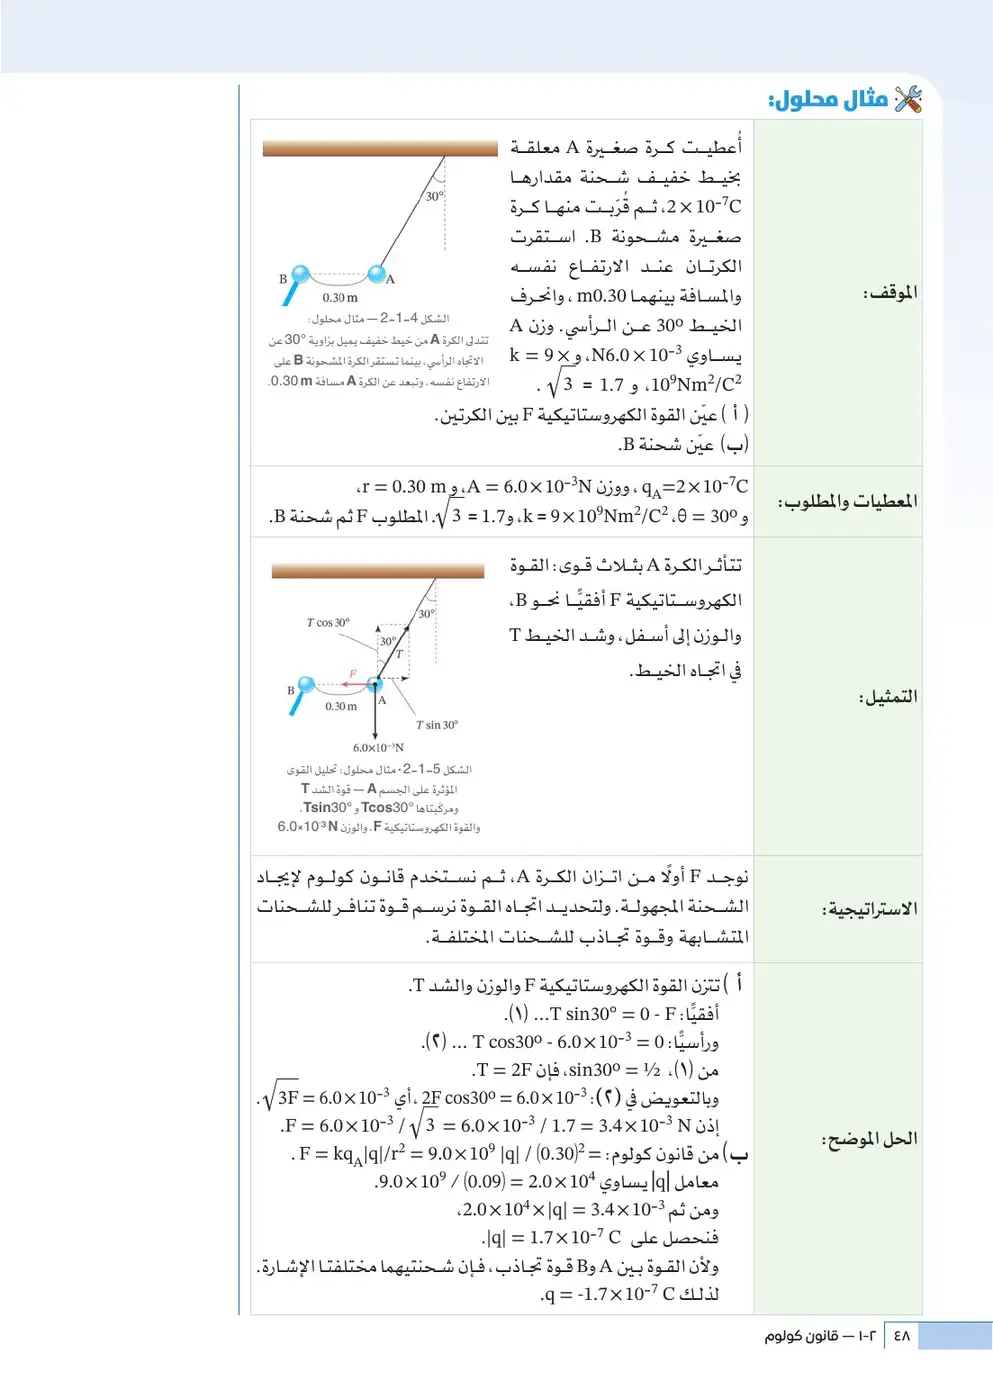 مثال محلول:
الموقف:
أُعطيت كرة صغيرة A معلقة
بخيط خفيف شحنة مقدارها
2 × 10⁻⁷C، ثم قُرّبت منها كرة
صغيرة مشحونة B. استقرت
الكرتان عند الارتفاع نفسه
والمسافة بينهما m0.30 ، وانحرف
الخيط 30º عن الرأسي. وزن A
يساوي N6.0 × 10⁻³، و k = 9 ×
10⁹Nm²/C²، و √3 = 1.7 .
( أ ) عيّن القوة الكهروستاتيكية F بين الكرتين.
(ب) عيّن شحنة B.
30°
B
A
0.30 m
الشكل 4-1-2 — مثال محلول:
تتدلى الكرة A من خيط خفيف يميل بزاوية 30° عن
الاتجاه الرأسي، بينما تستقر الكرة المشحونة B على
الارتفاع نفسه، وتبعد عن الكرة A مسافة 0.30 m.
المعطيات والمطلوب:
qA=2×10⁻⁷C ، ووزن A = 6.0×10⁻³N، و r = 0.30 m،
و θ = 30º، k = 9×10⁹Nm²/C²، و√3 = 1.7. المطلوب F ثم شحنة B.
التمثيل:
تتأثر الكرة A بثلاث قوى: القوة
الكهروستاتيكية F أفقيًّا نحو B،
والوزن إلى أسفل، وشد الخيط T
في اتجاه الخيط.
30°
T cos 30°
30°
T
F
B
A
0.30 m
T sin 30°
6.0×10⁻³N
الشكل 5-1-2· مثال محلول: تحليل القوى
المؤثرة على الجسم A — قوة الشد T
ومركبتاها Tcos30° و Tsin30°.
والقوة الكهروستاتيكية F، والوزن 6.0×10⁻³ N
الاستراتيجية:
نوجد F أولًا من اتزان الكرة A، ثم نستخدم قانون كولوم لإيجاد
الشحنة المجهولة. ولتحديد اتجاه القوة نرسم قوة تنافر للشحنات
المتشابهة وقوة تجاذب للشحنات المختلفة.
الحل الموضح:
أ ) تتزن القوة الكهروستاتيكية F والوزن والشد T.
أفقيًّا: T sin30° = 0 - F... (١).
ورأسيًّا: T cos30º - 6.0×10⁻³ = 0 ... (٢).
من (١)، sin30º = ½، فإن T = 2F.
وبالتعويض في (٢): 2F cos30º = 6.0×10⁻³ ، أي √3F = 6.0×10⁻³ .
إذن F = 6.0×10⁻³ / √3 = 6.0×10⁻³ / 1.7 = 3.4×10⁻³ N.
ب) من قانون كولوم: F = kqA|q|/r² = 9.0×10⁹ |q| / (0.30)² = .
معامل |q| يساوي 9.0×10⁹ / (0.09) = 2.0×10⁴.
ومن ثم 2.0×10⁴×|q| = 3.4×10⁻³،
فنحصل على |q| = 1.7×10⁻⁷ C.
ولأن القوة بين A وB قوة تجاذب، فإن شحنتيهما مختلفتا الإشارة.
لذلك q = -1.7×10⁻⁷ C.
٤٨
١-٢ — قانون كولوم